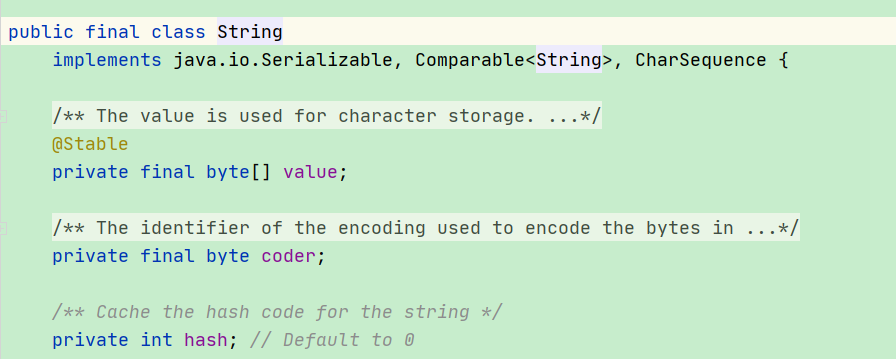 public final class String
implements java.io.Serializable, Comparable<String>, CharSequence {
/** The value is used for character storage. ...*/
@Stable
private final byte[] value;
/** The identifier of the encoding used to encode the bytes in ...*/
private final byte coder;
/** Cache the hash code for the string */
private int hash; // Default to 0